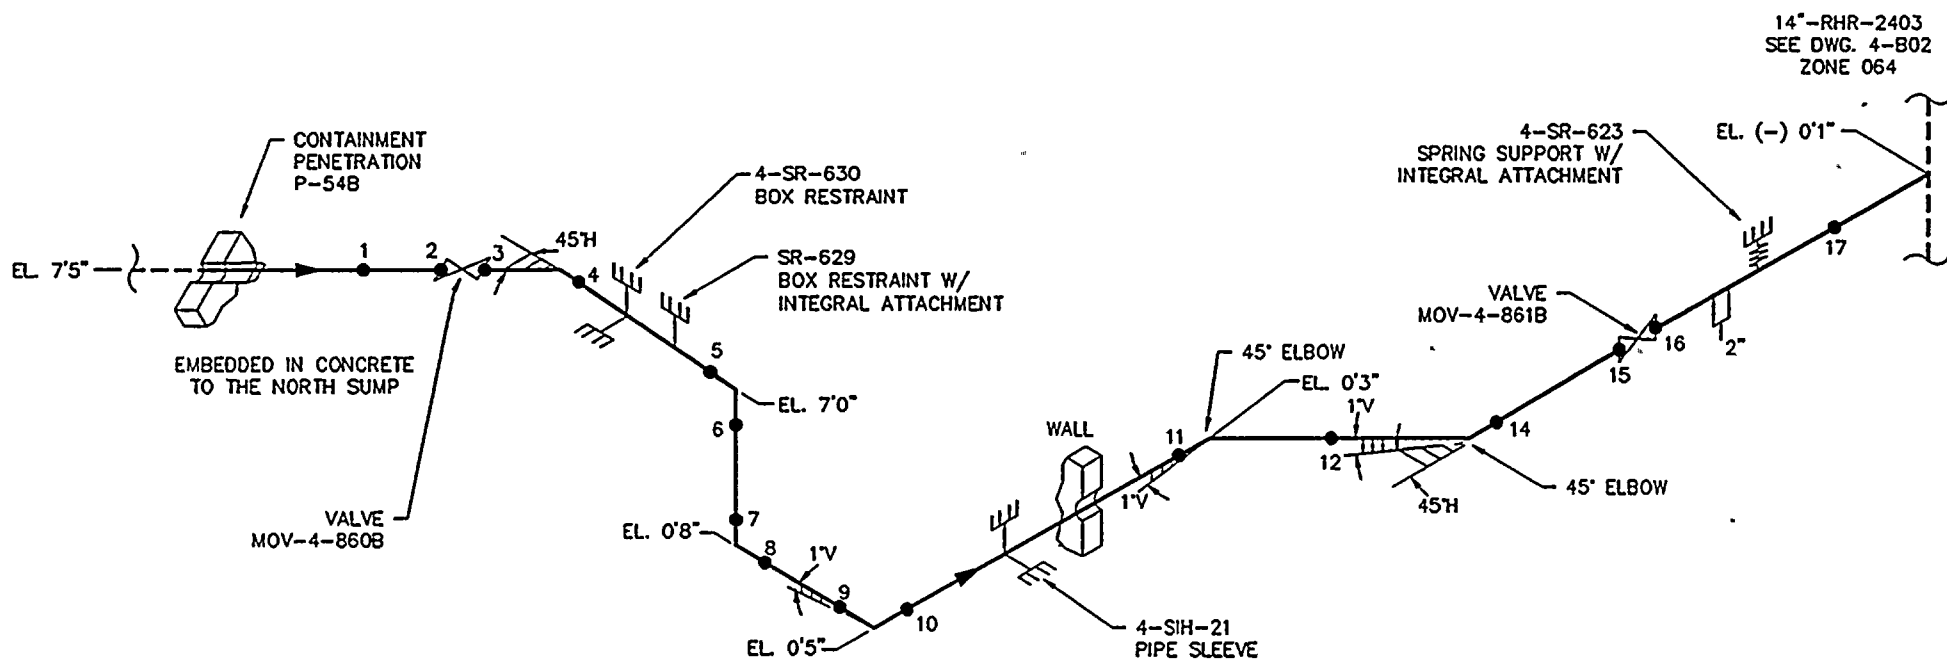 14"-RHR-2403
SEE DWG. 4-B02
ZONE 064
EL. (-) 0'1"
4-SR-623
SPRING SUPPORT W/
INTEGRAL ATTACHMENT
CONTAINMENT
PENETRATION
P-54B
4-SR-630
BOX RESTRAINT
SR-629
BOX RESTRAINT W/
INTEGRAL ATTACHMENT
45°H
EL. 7'5"
1
2
3
4
5
6
7
8
9
10
11
12
14
15
16
17
EMBEDDED IN CONCRETE
TO THE NORTH SUMP
VALVE
MOV-4-860B
EL. 7'0"
EL. 0'8"
1°V
EL. 0'5"
WALL
1°V
4-SIH-21
PIPE SLEEVE
45° ELBOW
EL. 0'3"
1°V
45°H
45° ELBOW
VALVE
MOV-4-861B
2"